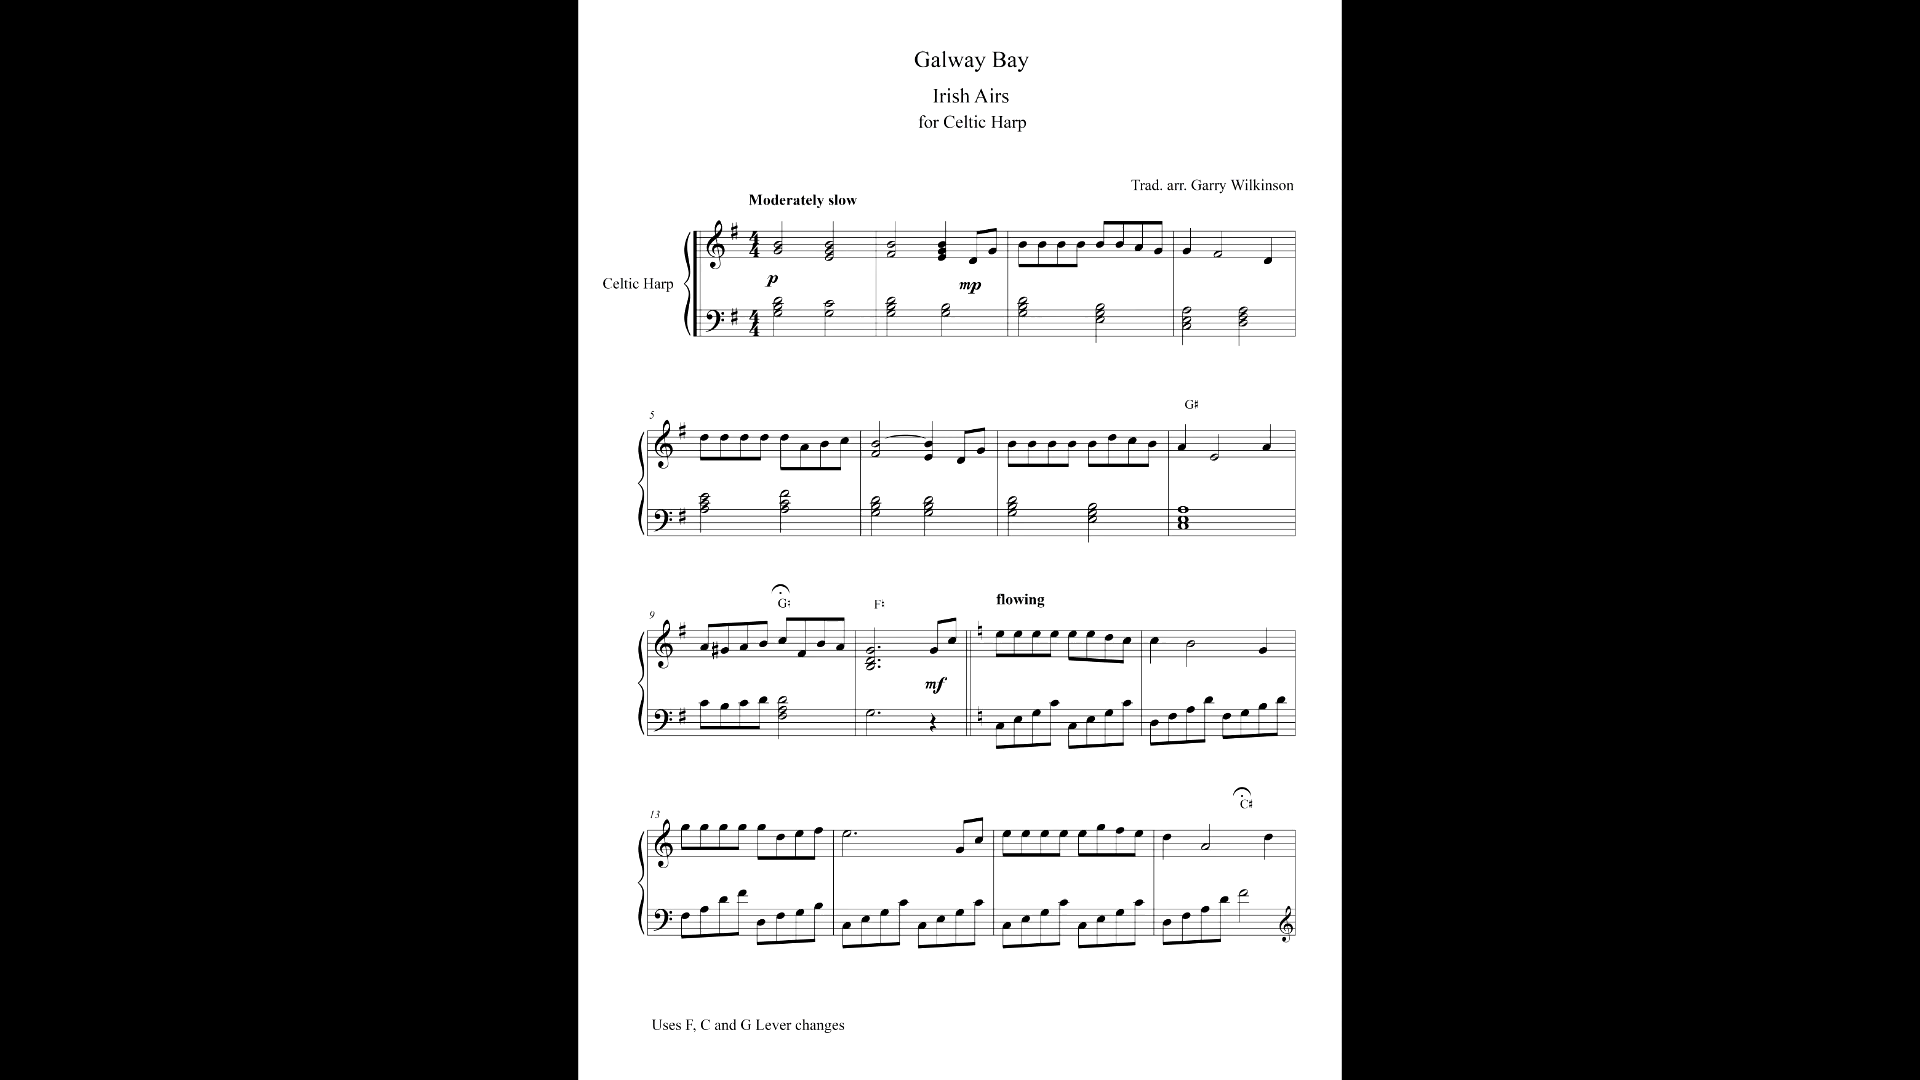 Galway Bay
Irish Airs
for Celtic Harp
Trad. arr. Garry Wilkinson
Moderately slow
Celtic Harp
p
mp
5
G♯
9
G♮
F♮
flowing
mf
13
C♯
Uses F, C and G Lever changes